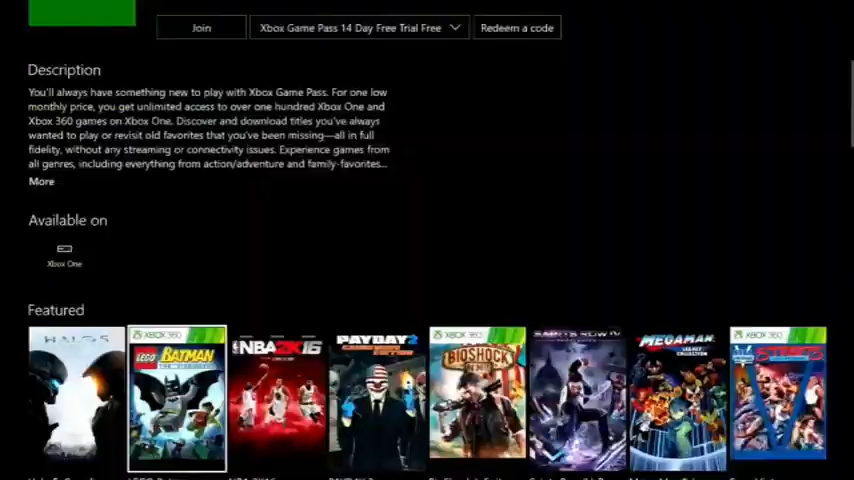 Join
Xbox Game Pass 14 Day Free Trial Free
Redeem a code
Description
You'll always have something new to play with Xbox Game Pass. For one low
monthly price, you get unlimited access to over one hundred Xbox One and
Xbox 360 games on Xbox One. Discover and download titles you've always
wanted to play or revisit old favorites that you've been missing—all in full
fidelity, without any streaming or connectivity issues. Experience games from
all genres, including everything from action/adventure and family-favorites...
More
Available on
Xbox One
Featured
HALO 5
XBOX 360
LEGO BATMAN
NBA2K16
PAYDAY 2
XBOX 360
BIOSHOCK
SAINTS ROW IV
MEGAMAN
LEGACY
COLLECTION
XBOX 360